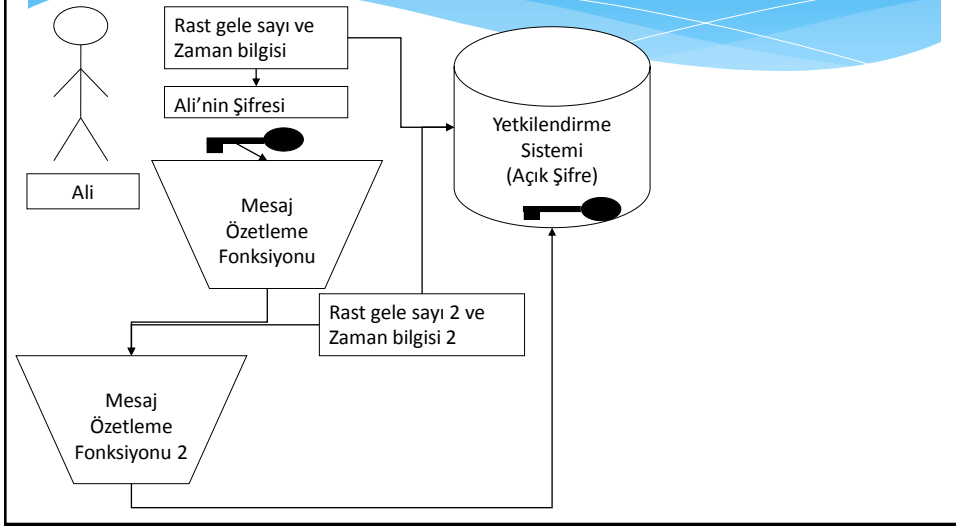 Rast gele sayı ve
Zaman bilgisi
Ali’nin Şifresi
Ali
Mesaj
Özetleme
Fonksiyonu
Yetkilendirme
Sistemi
(Açık Şifre)
Rast gele sayı 2 ve
Zaman bilgisi 2
Mesaj
Özetleme
Fonksiyonu 2